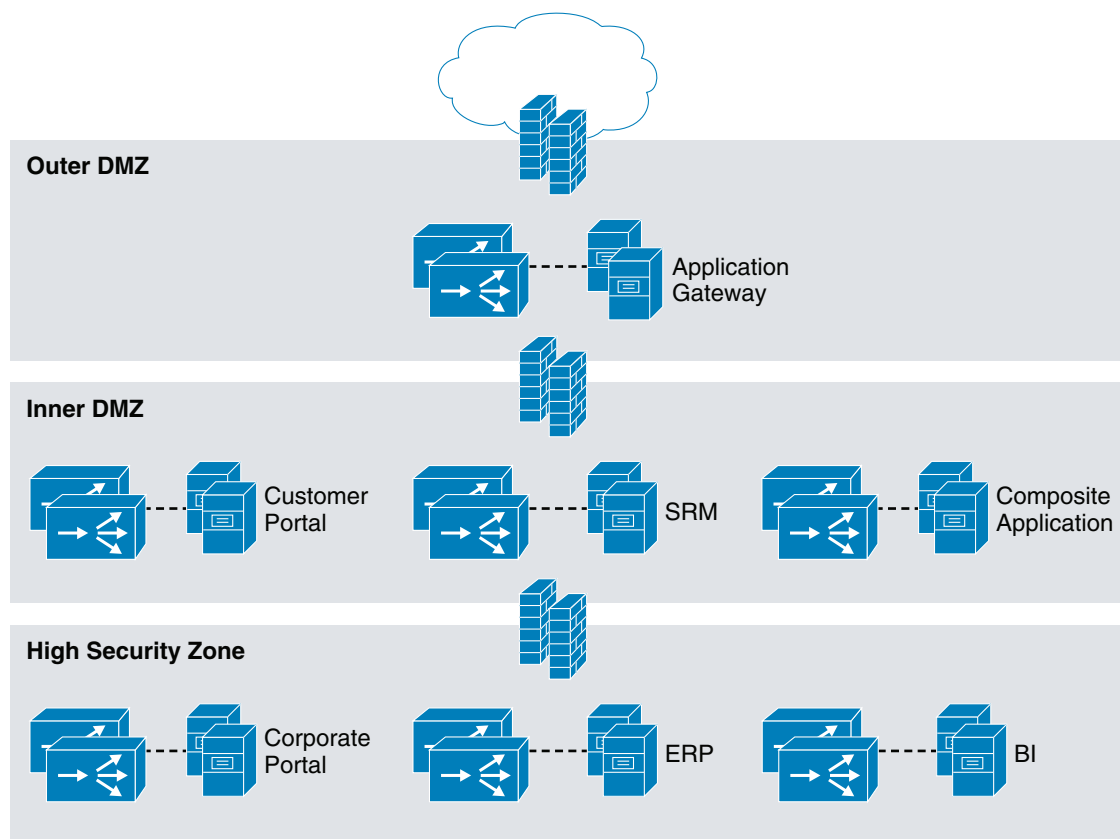 Outer DMZ
Application
Gateway
Inner DMZ
Customer
Portal
SRM
Composite
Application
High Security Zone
Corporate
Portal
ERP
BI